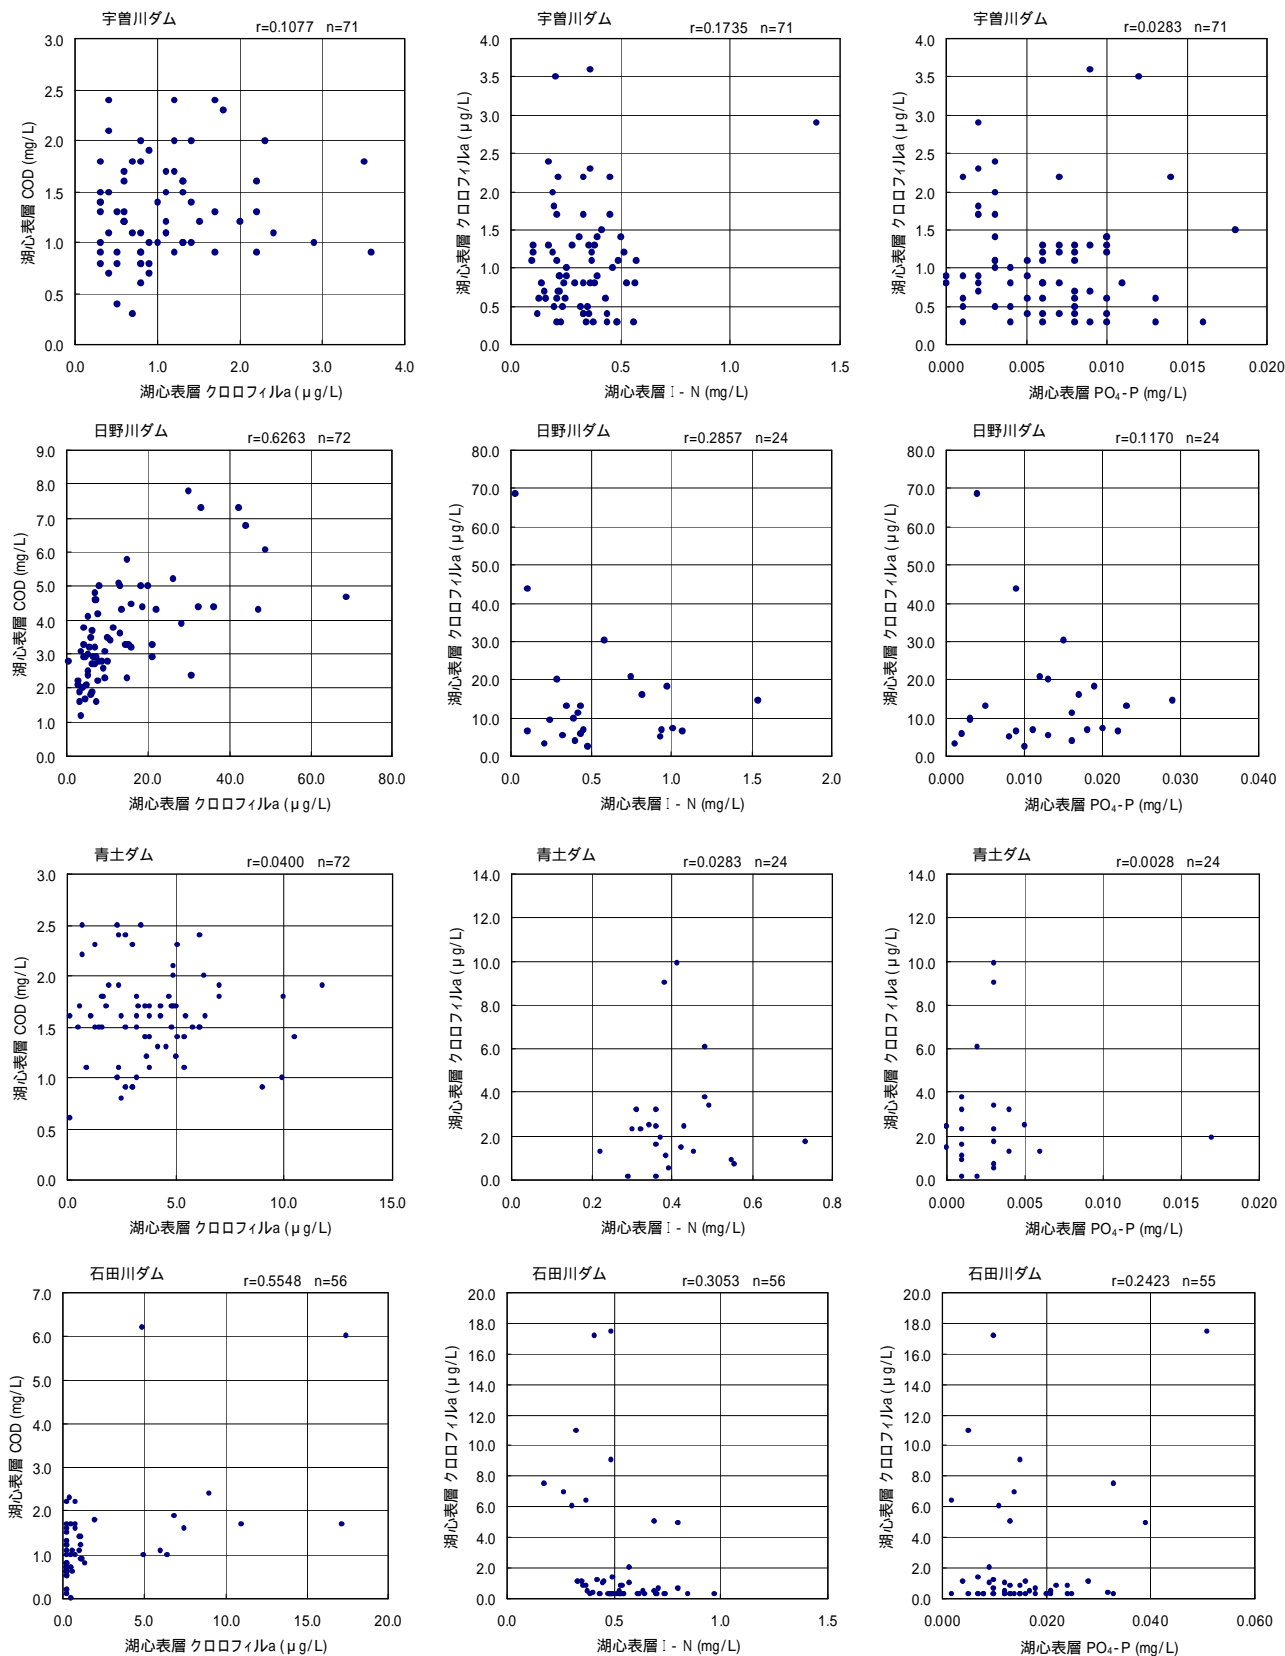 宇曽川ダム
r=0.1077 n=71
3.0
2.5
2.0
1.5
1.0
0.5
0.0
0.0 1.0 2.0 3.0 4.0
湖心表層 COD (mg/L)
湖心表層 クロロフィルa (μg/L)
宇曽川ダム
r=0.1735 n=71
4.0
3.5
3.0
2.5
2.0
1.5
1.0
0.5
0.0
0.0 0.5 1.0 1.5
湖心表層 クロロフィルa (μg/L)
湖心表層 I-N (mg/L)
宇曽川ダム
r=0.0283 n=71
4.0
3.5
3.0
2.5
2.0
1.5
1.0
0.5
0.0
0.000 0.005 0.010 0.015 0.020
湖心表層 クロロフィルa (μg/L)
湖心表層 PO₄-P (mg/L)
日野川ダム
r=0.6263 n=72
9.0
8.0
7.0
6.0
5.0
4.0
3.0
2.0
1.0
0.0
0.0 20.0 40.0 60.0 80.0
湖心表層 COD (mg/L)
湖心表層 クロロフィルa (μg/L)
日野川ダム
r=0.2857 n=24
80.0
70.0
60.0
50.0
40.0
30.0
20.0
10.0
0.0
0.0 0.5 1.0 1.5 2.0
湖心表層 クロロフィルa (μg/L)
湖心表層 I-N (mg/L)
日野川ダム
r=0.1170 n=24
80.0
70.0
60.0
50.0
40.0
30.0
20.0
10.0
0.0
0.000 0.010 0.020 0.030 0.040
湖心表層 クロロフィルa (μg/L)
湖心表層 PO₄-P (mg/L)
青土ダム
r=0.0400 n=72
3.0
2.5
2.0
1.5
1.0
0.5
0.0
0.0 5.0 10.0 15.0
湖心表層 COD (mg/L)
湖心表層 クロロフィルa (μg/L)
青土ダム
r=0.0283 n=24
14.0
12.0
10.0
8.0
6.0
4.0
2.0
0.0
0.0 0.2 0.4 0.6 0.8
湖心表層 クロロフィルa (μg/L)
湖心表層 I-N (mg/L)
青土ダム
r=0.0028 n=24
14.0
12.0
10.0
8.0
6.0
4.0
2.0
0.0
0.000 0.005 0.010 0.015 0.020
湖心表層 クロロフィルa (μg/L)
湖心表層 PO₄-P (mg/L)
石田川ダム
r=0.5548 n=56
7.0
6.0
5.0
4.0
3.0
2.0
1.0
0.0
0.0 5.0 10.0 15.0 20.0
湖心表層 COD (mg/L)
湖心表層 クロロフィルa (μg/L)
石田川ダム
r=0.3053 n=56
20.0
18.0
16.0
14.0
12.0
10.0
8.0
6.0
4.0
2.0
0.0
0.0 0.5 1.0 1.5
湖心表層 クロロフィルa (μg/L)
湖心表層 I-N (mg/L)
石田川ダム
r=0.2423 n=55
20.0
18.0
16.0
14.0
12.0
10.0
8.0
6.0
4.0
2.0
0.0
0.000 0.020 0.040 0.060
湖心表層 クロロフィルa (μg/L)
湖心表層 PO₄-P (mg/L)